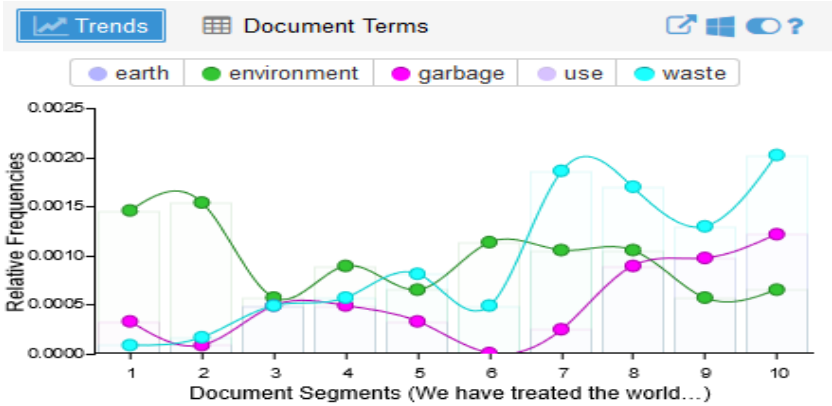 Trends Document Terms ?
earth environment garbage use waste
0.0025
0.0020
0.0015
0.0010
0.0005
0.0000
Relative Frequencies
1 2 3 4 5 6 7 8 9 10
Document Segments (We have treated the world...)